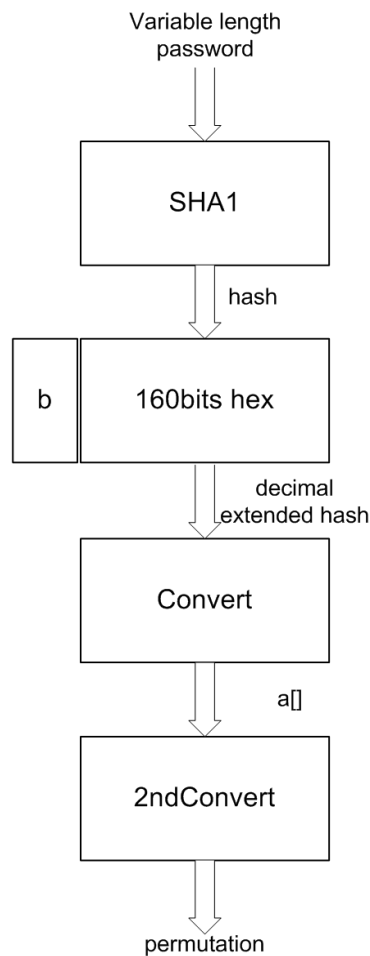 Variable length
password
SHA1
hash
b
160bits hex
decimal
extended hash
Convert
a[]
2ndConvert
permutation